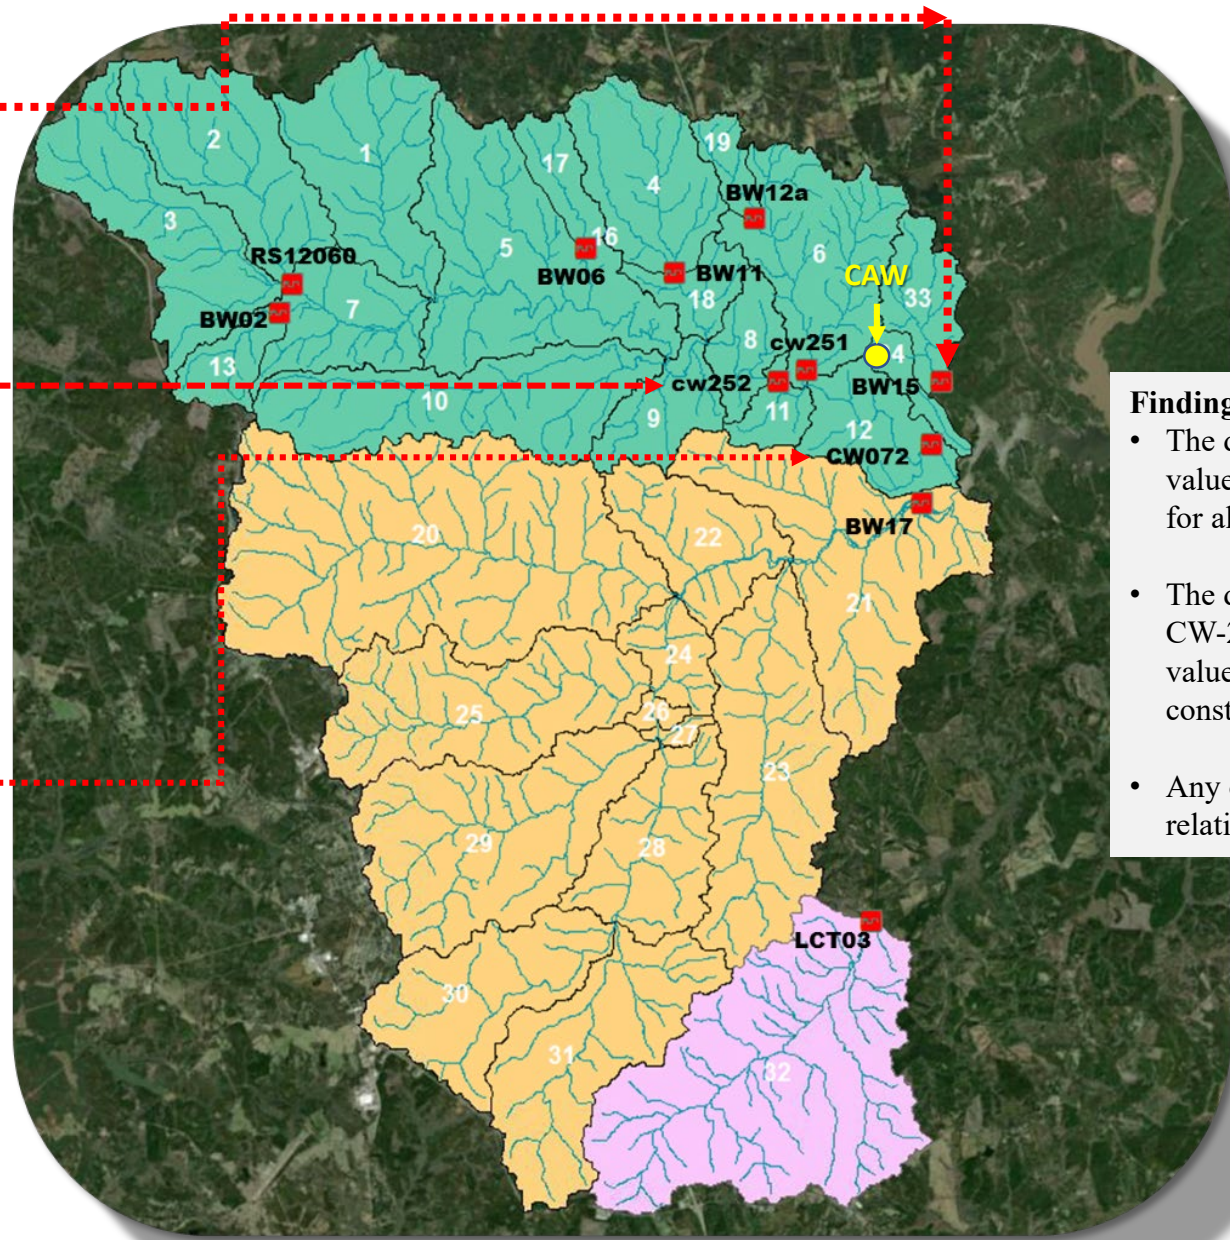 2
1
17
4
19
BW12a
3
5
16
6
RS12060
BW06
BW11
CAW
BW02
7
18
33
13
8
cw251
4
10
cw252
BW15
9
11
12
CW072
BW17
20
22
21
24
25
26
27
23
29
28
LCT03
30
31
32
Finding
• The
value
for al
• The
CW-2
value
const
• Any
relati